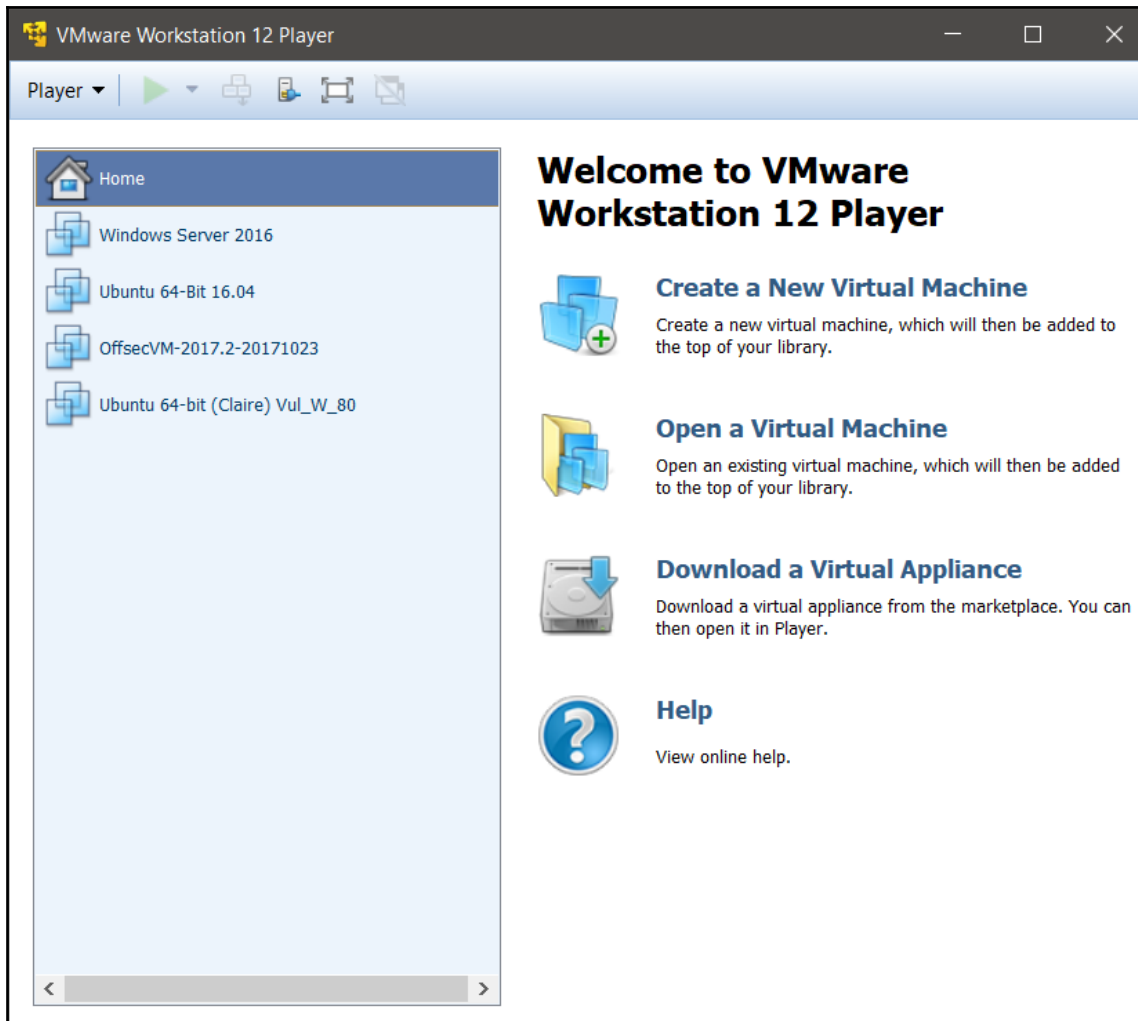 VMware Workstation 12 Player
Player
Home
Windows Server 2016
Ubuntu 64-Bit 16.04
OffsecVM-2017.2-20171023
Ubuntu 64-bit (Claire) Vul_W_80
Welcome to VMware
Workstation 12 Player
Create a New Virtual Machine
Create a new virtual machine, which will then be added to
the top of your library.
Open a Virtual Machine
Open an existing virtual machine, which will then be added
to the top of your library.
Download a Virtual Appliance
Download a virtual appliance from the marketplace. You can
then open it in Player.
Help
View online help.